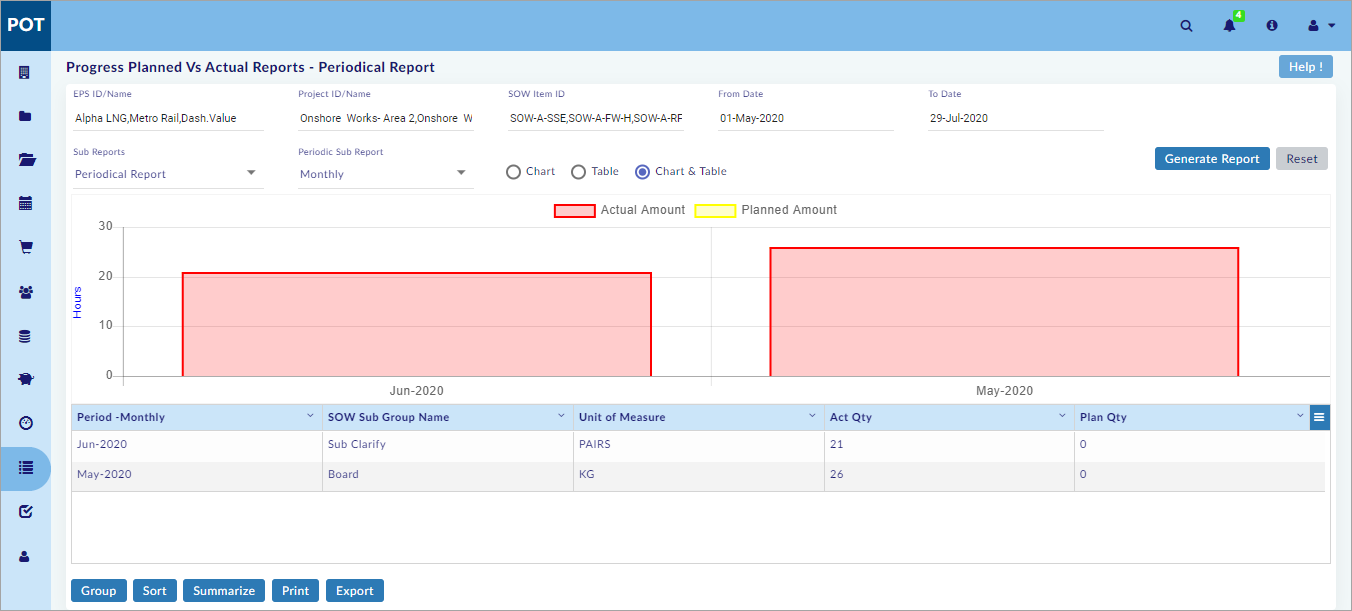 POT
4
Progress Planned Vs Actual Reports - Periodical Report
Help !
EPS ID/Name
Project ID/Name
SOW Item ID
From Date
To Date
Alpha LNG,Metro Rail,Dash.Value
Onshore Works- Area 2,Onshore W
SOW-A-SSE,SOW-A-FW-H,SOW-A-RF
01-May-2020
29-Jul-2020
Sub Reports
Periodic Sub Report
Periodical Report
Monthly
Chart
Table
Chart & Table
Generate Report
Reset
Actual Amount
Planned Amount
30
20
10
0
Hours
Jun-2020
May-2020
Period -Monthly
SOW Sub Group Name
Unit of Measure
Act Qty
Plan Qty
Jun-2020
Sub Clarify
PAIRS
21
0
May-2020
Board
KG
26
0
Group
Sort
Summarize
Print
Export